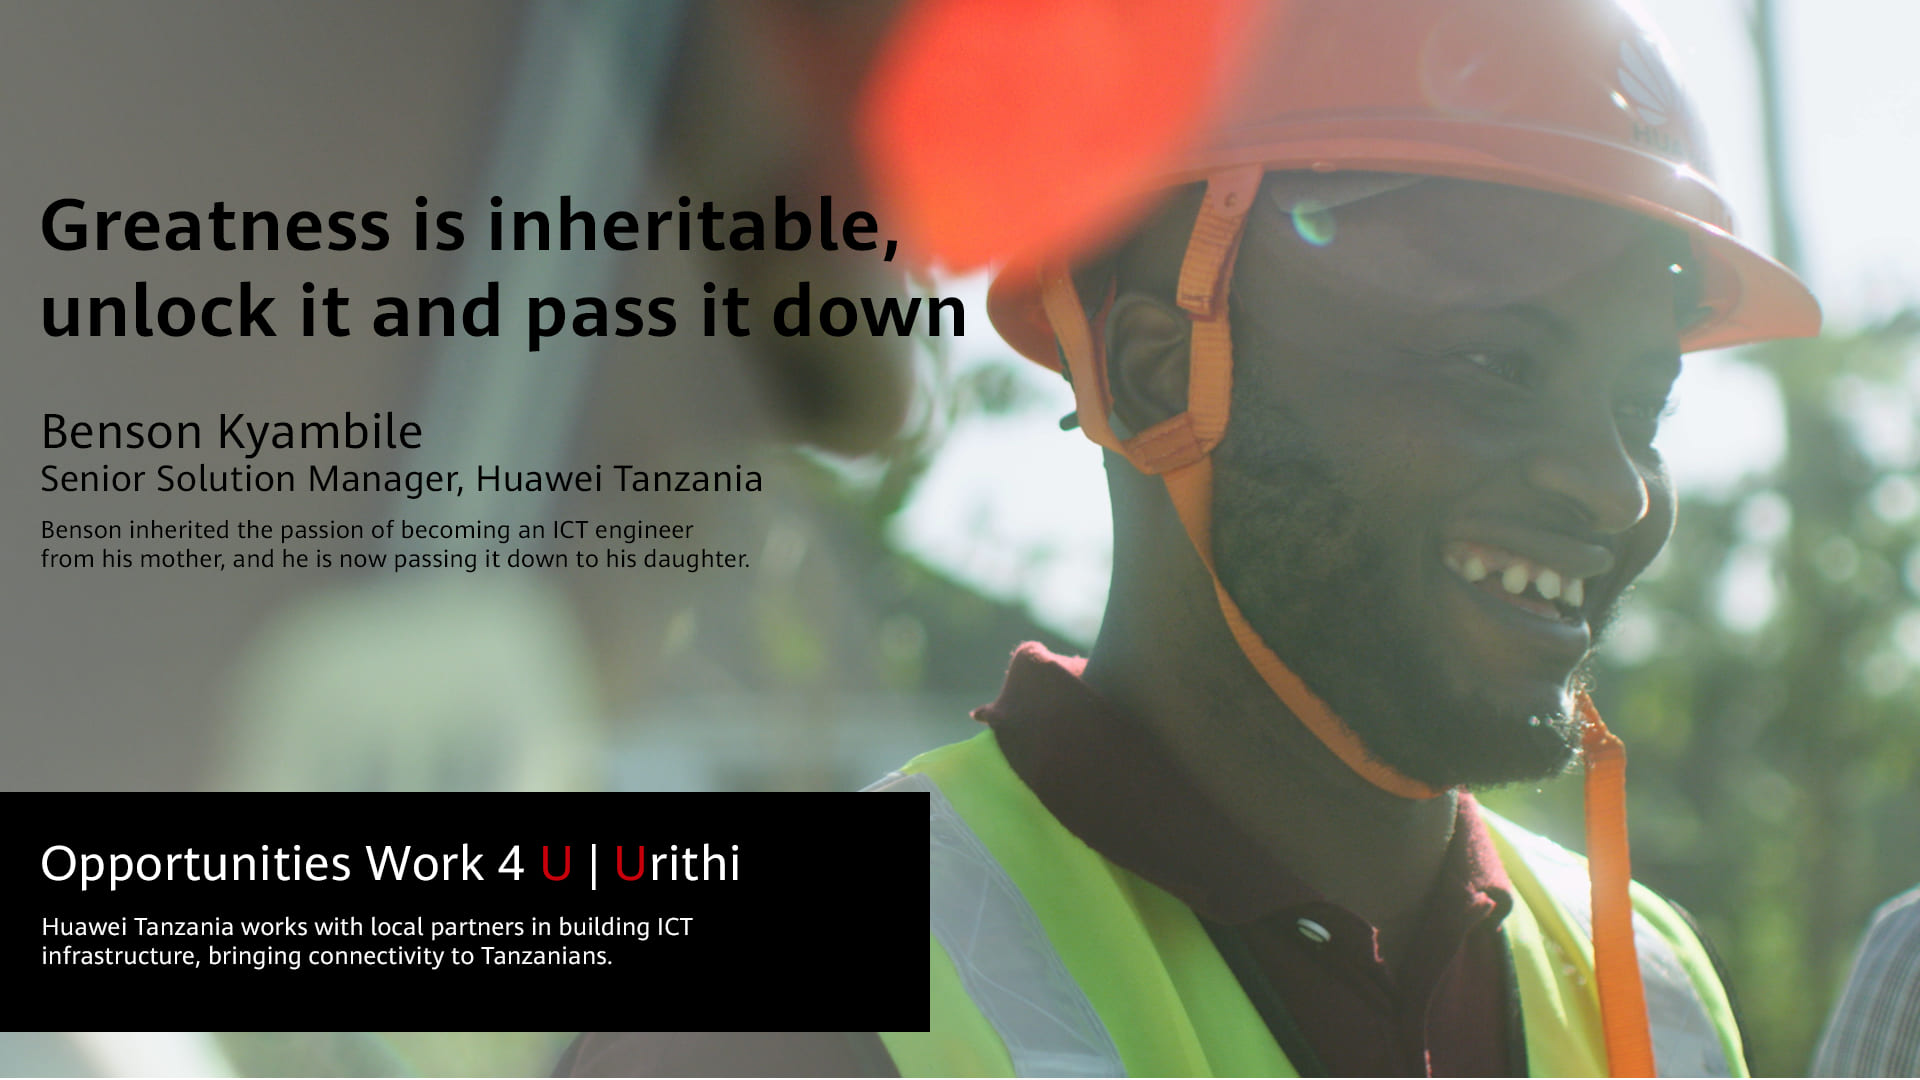 Greatness is inheritable,
unlock it and pass it down
Benson Kyambile
Senior Solution Manager, Huawei Tanzania
Benson inherited the passion of becoming an ICT engineer
from his mother, and he is now passing it down to his daughter.
Opportunities Work 4 U | Urithi
Huawei Tanzania works with local partners in building ICT
infrastructure, bringing connectivity to Tanzanians.